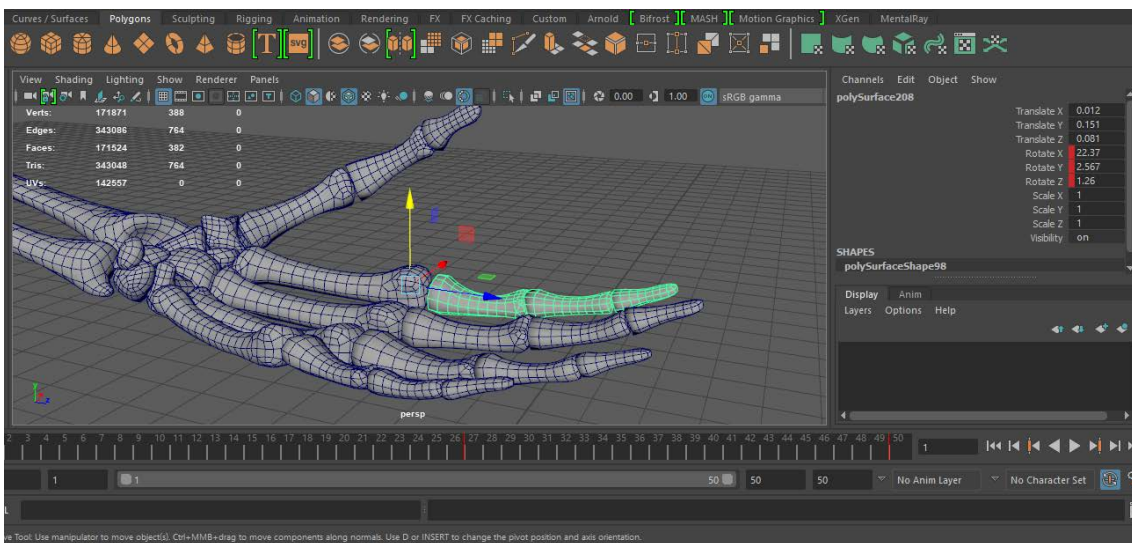 Curves / Surfaces Polygons Sculpting Rigging Animation Rendering FX FX Caching Custom Arnold Bifrost MASH Motion Graphics XGen MentalRay
T svg
View Shading Lighting Show Renderer Panels
0.00 1.00 sRGB gamma
Verts: 171871 388 0
Edges: 343086 764 0
Faces: 171524 382 0
Tris: 343048 764 0
UVs: 142557 0 0
persp
Channels Edit Object Show
polySurface208
Translate X 0.012
Translate Y 0.151
Translate Z 0.081
Rotate X 22.37
Rotate Y 2.567
Rotate Z 1.26
Scale X 1
Scale Y 1
Scale Z 1
Visibility on
SHAPES
polySurfaceShape98
Display Anim
Layers Options Help
2 3 4 5 6 7 8 9 10 11 12 13 14 15 16 17 18 19 20 21 22 23 24 25 26 27 28 29 30 31 32 33 34 35 36 37 38 39 40 41 42 43 44 45 46 47 48 49 50 1
1 1 50 50 50 No Anim Layer No Character Set
ve Tool: Use manipulator to move object(s). Ctrl+MMB+drag to move components along normals. Use D or INSERT to change the pivot position and axis orientation.